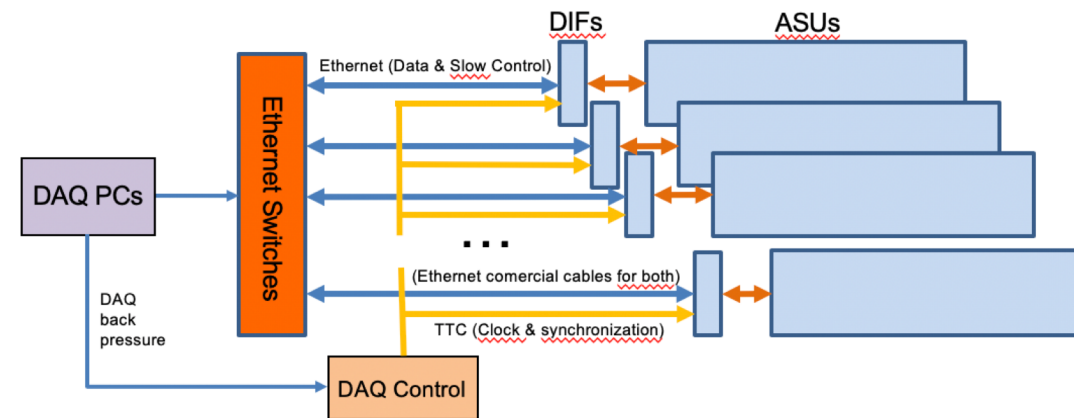 DIFs
ASUs
Ethernet (Data & Slow Control)
Ethernet Switches
DAQ PCs
...
(Ethernet comercial cables for both)
DAQ
back
pressure
TTC (Clock & synchronization)
DAQ Control